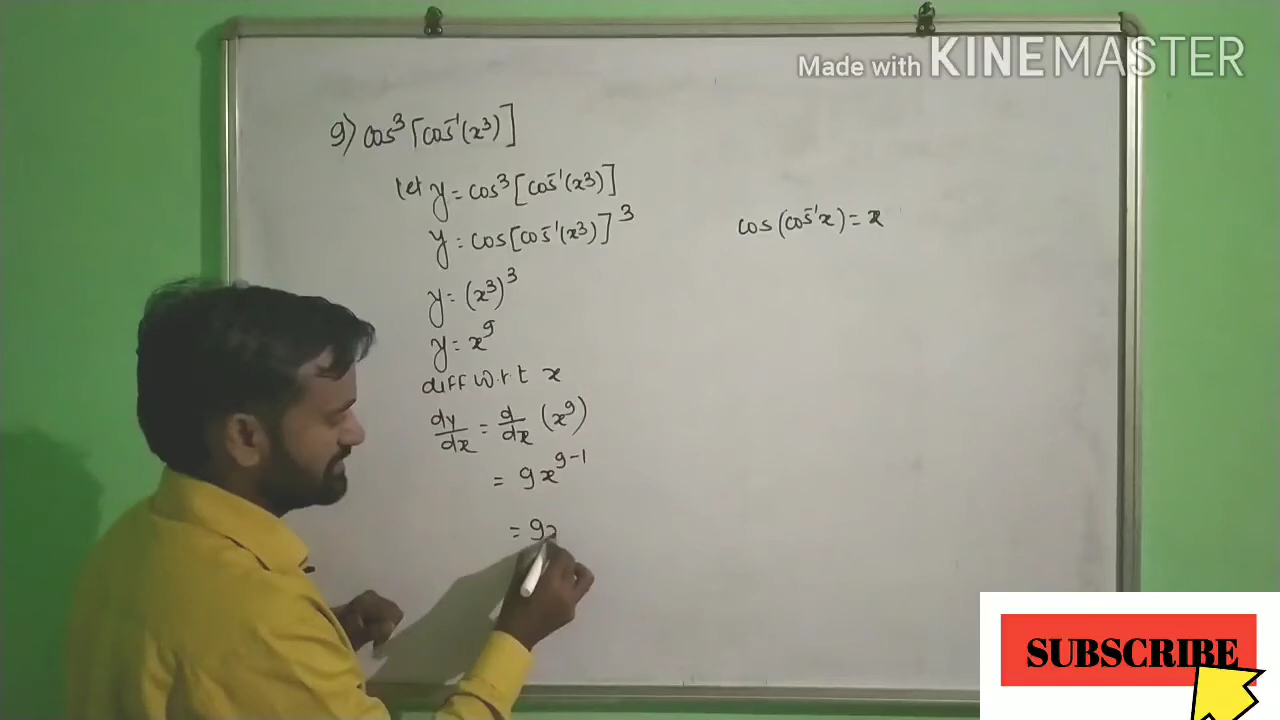 Made with KINEMASTER
9) cos³ [cos⁻¹(x³)]
let y = cos³ [cos⁻¹(x³)]
y = cos[cos⁻¹(x³)]³
cos(cos⁻¹x) = x
y = (x³)³
y = x⁹
diff w.r.t x
dy/dx = d/dx (x⁹)
= 9x⁹⁻¹
= 9
SUBSCRIBE